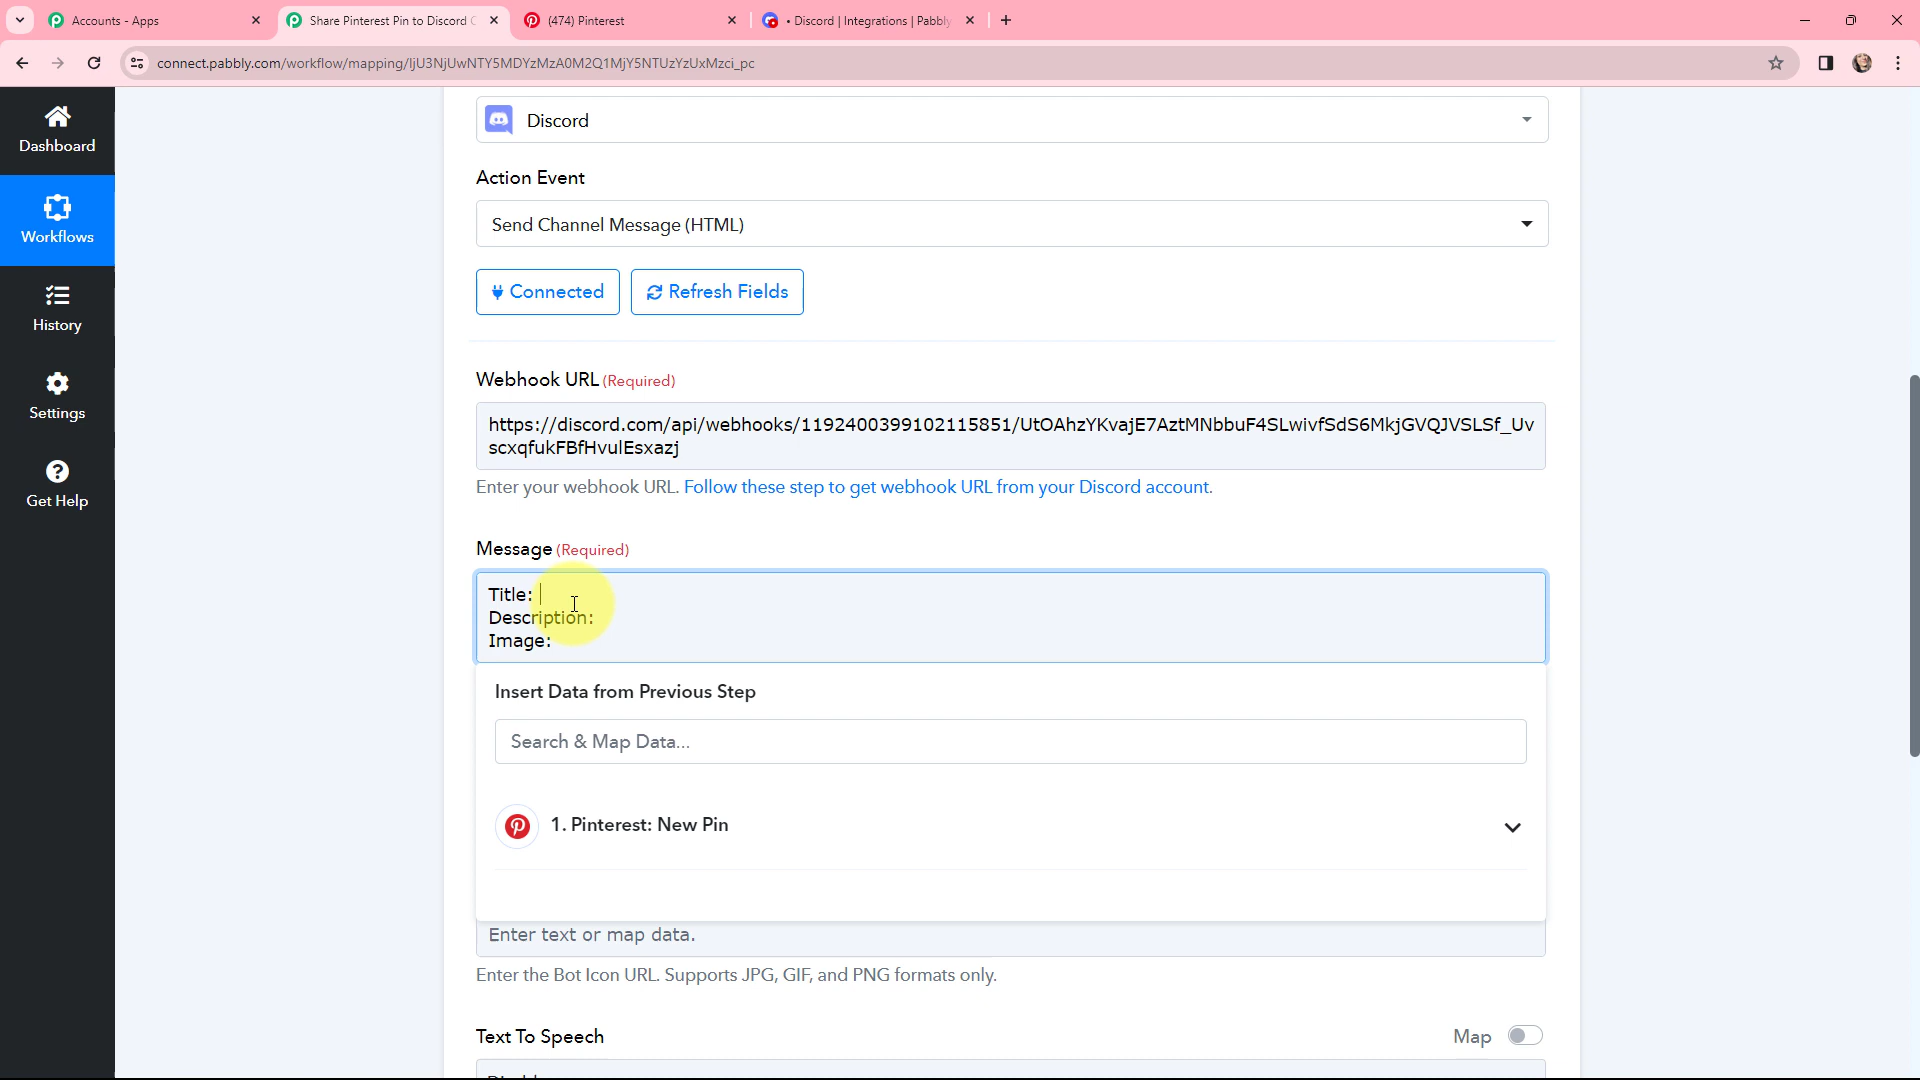 Accounts - Apps
Share Pinterest Pin to Discord
(474) Pinterest
• Discord | Integrations | Pabbly
connect.pabbly.com/workflow/mapping/IjU3NjUwNTY5MDYzMzA0M2Q1MjY5NTUzYzUxMzci_pc
Dashboard
Workflows
History
Settings
Get Help
Discord
Action Event
Send Channel Message (HTML)
Connected
Refresh Fields
Webhook URL (Required)
https://discord.com/api/webhooks/1192400399102115851/UtOAhzYKvajE7AztMNbbuF4SLwivfSdS6MkjGVQJVSLSf_Uv
scxqfukFBfHvulEsxazj
Enter your webhook URL. Follow these step to get webhook URL from your Discord account.
Message (Required)
Title:
Description:
Image:
Insert Data from Previous Step
Search & Map Data...
1. Pinterest: New Pin
Enter text or map data.
Enter the Bot Icon URL. Supports JPG, GIF, and PNG formats only.
Text To Speech
Map